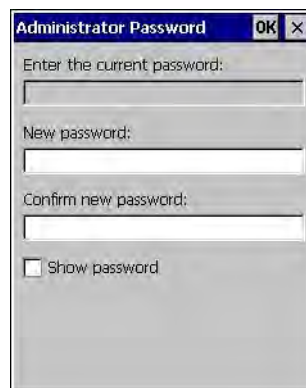 Administrator Password OK ×
Enter the current password:
New password:
Confirm new password:
Show password